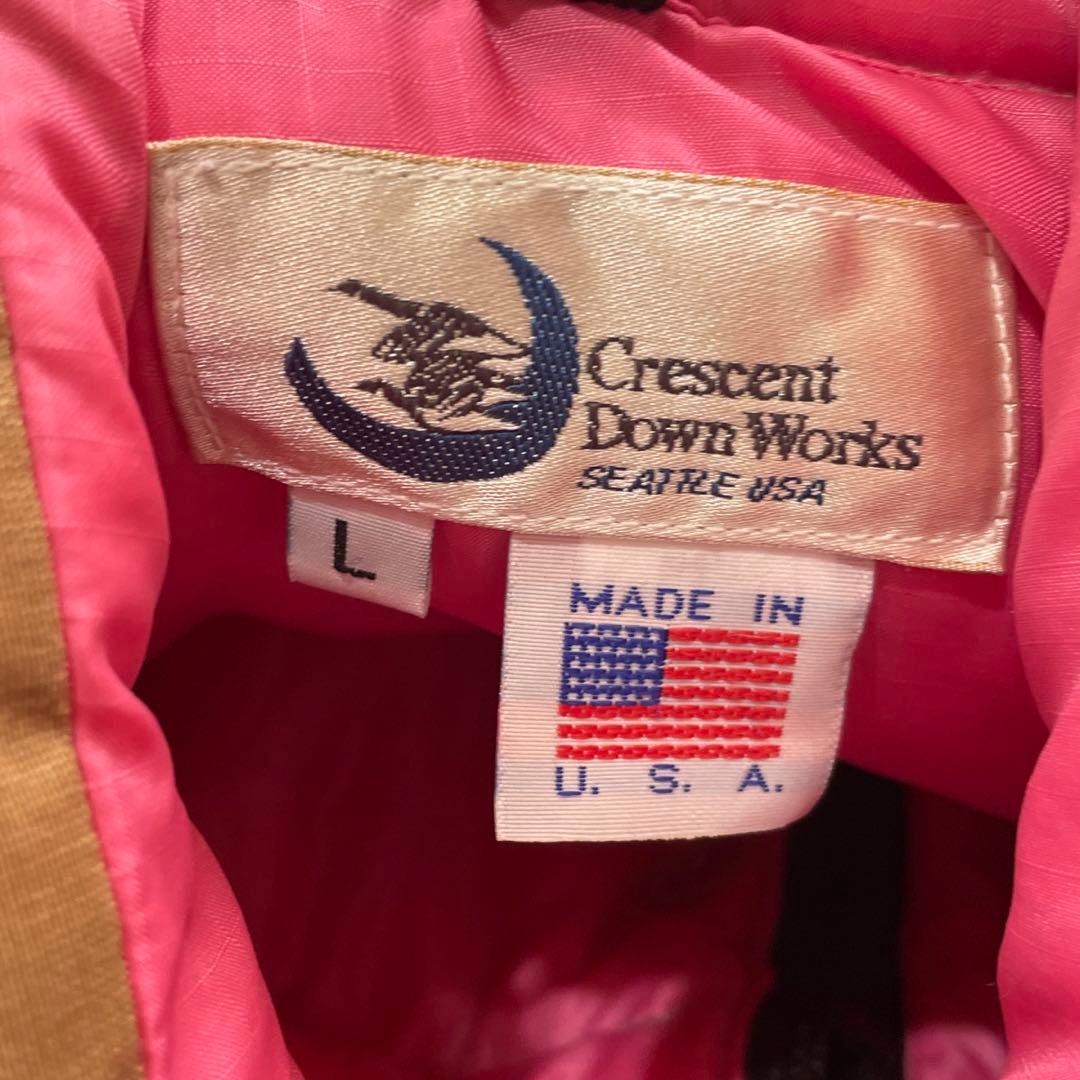 Crescent
Down Works
SEATTLE USA
L
MADE IN
U. S. A.